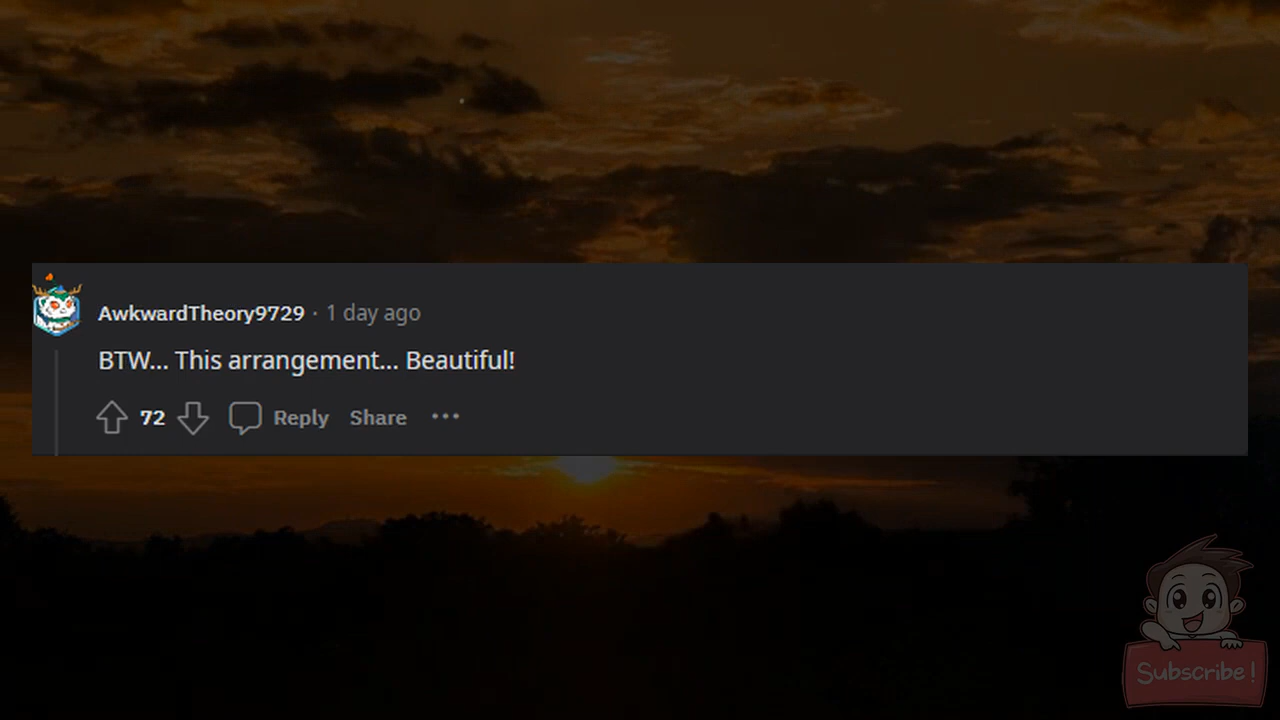 AwkwardTheory9729 · 1 day ago
BTW... This arrangement... Beautiful!
72 Reply Share ···
Subscribe!